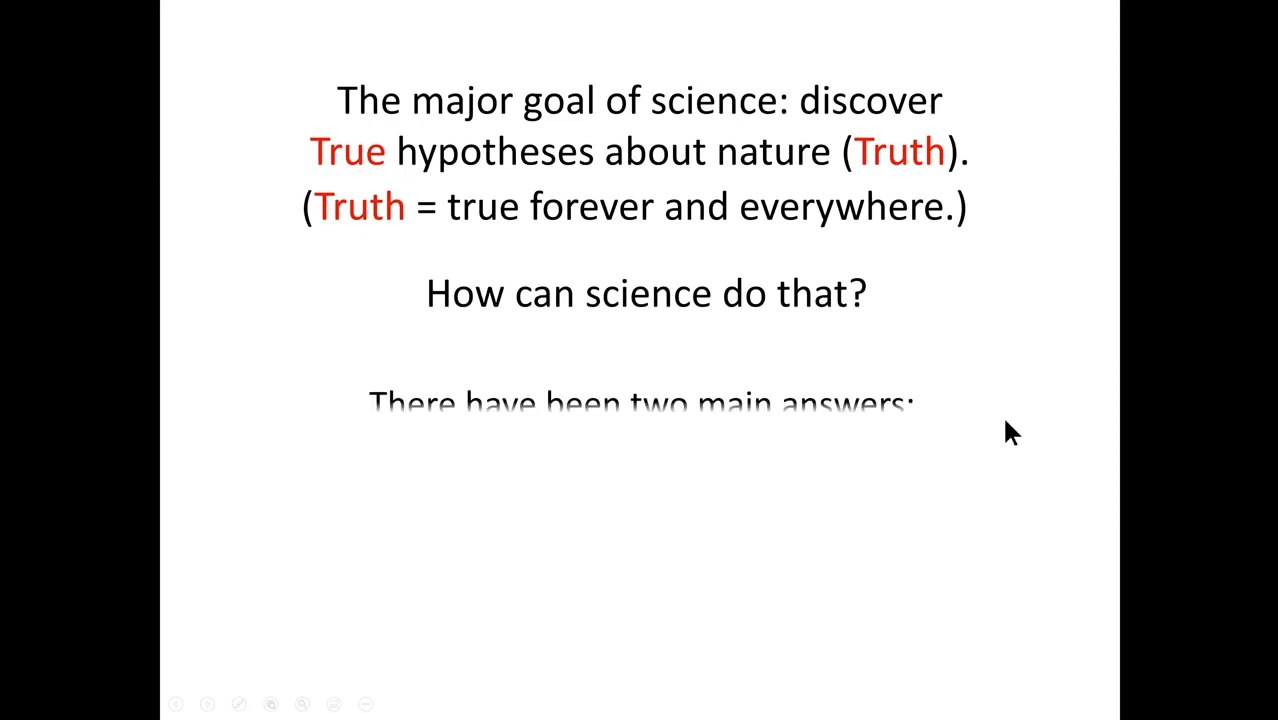 The major goal of science: discover
True hypotheses about nature (Truth).
(Truth = true forever and everywhere.)
How can science do that?
There have been two main answers: